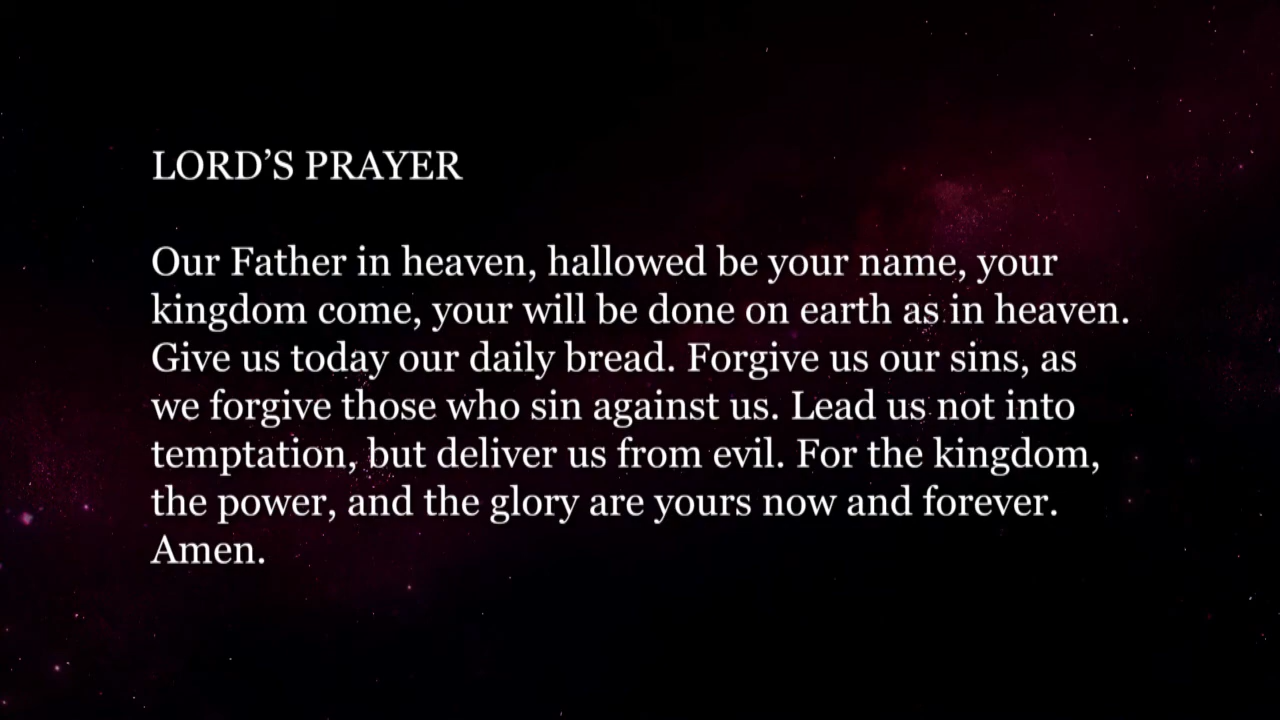 LORD’S PRAYER
Our Father in heaven, hallowed be your name, your
kingdom come, your will be done on earth as in heaven.
Give us today our daily bread. Forgive us our sins, as
we forgive those who sin against us. Lead us not into
temptation, but deliver us from evil. For the kingdom,
the power, and the glory are yours now and forever.
Amen.